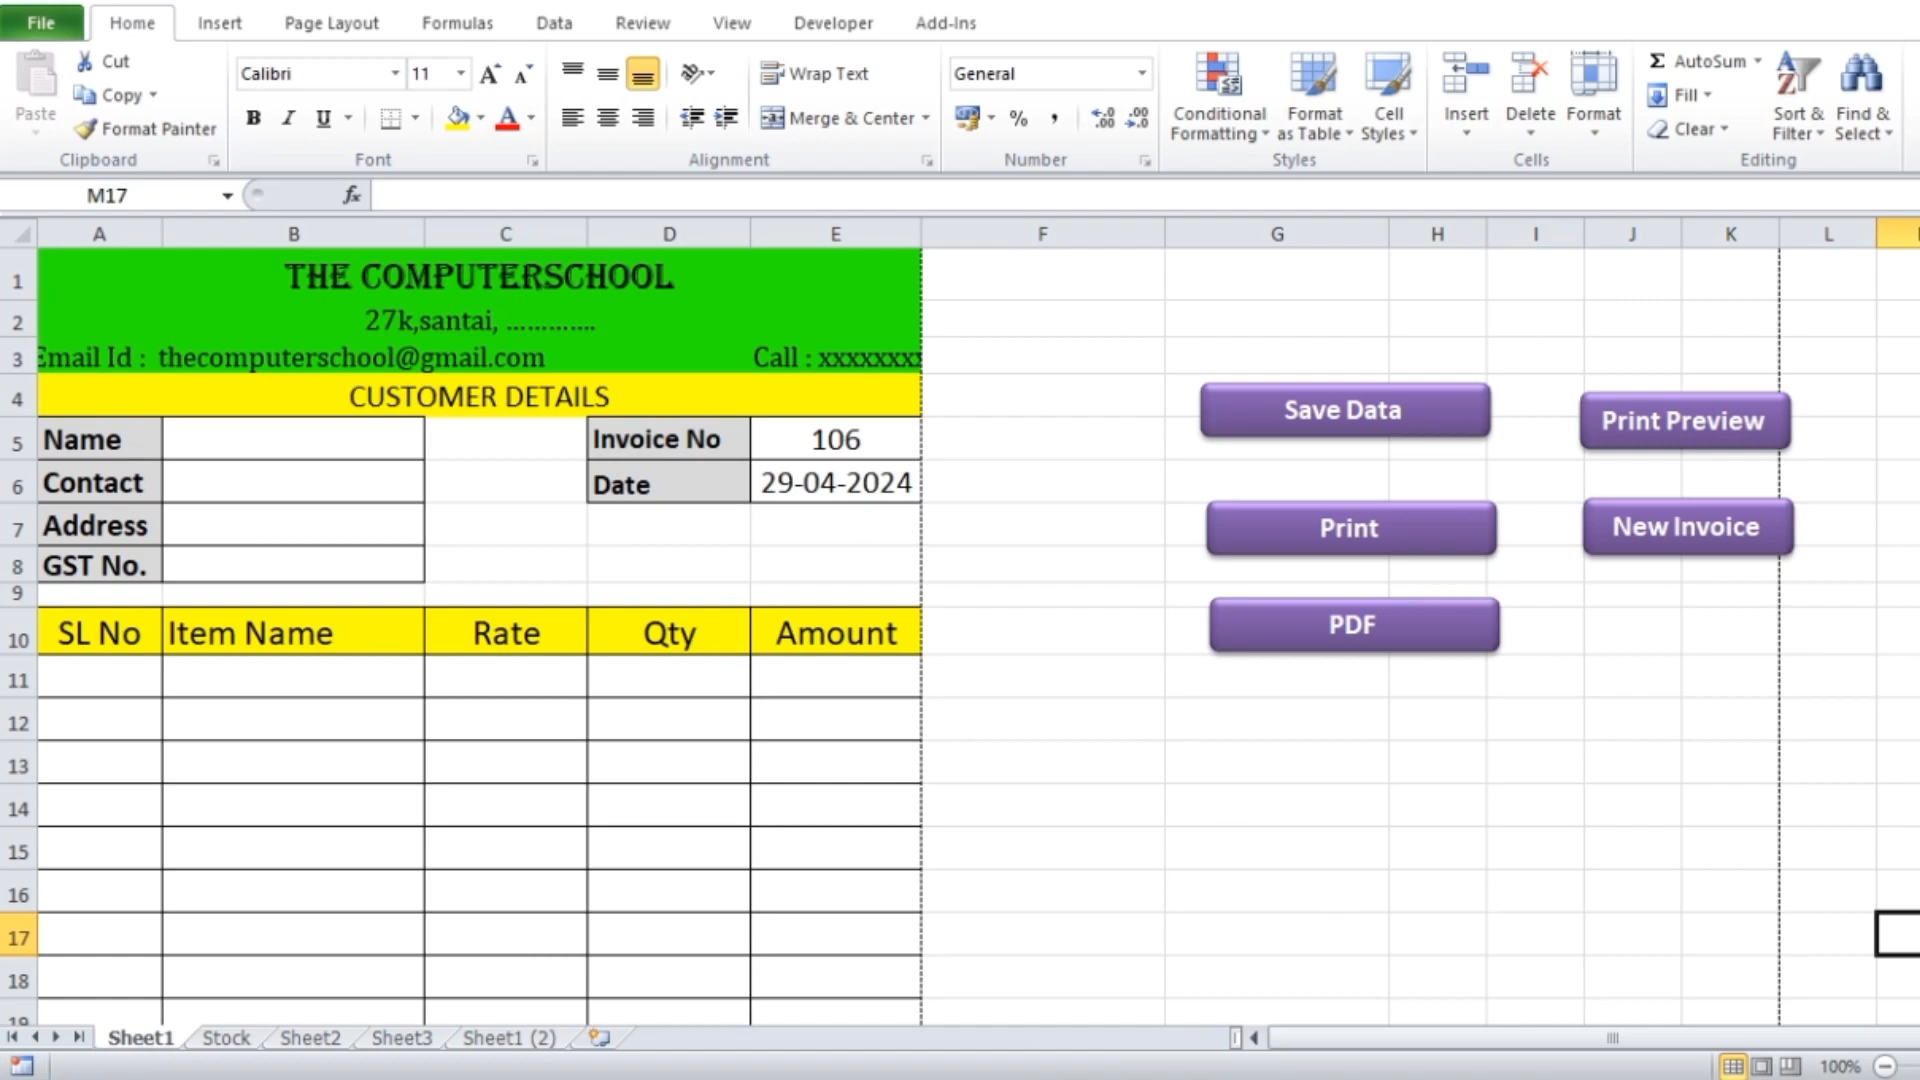 File Home Insert Page Layout Formulas Data Review View Developer Add-Ins
Paste
Cut
Copy
Format Painter
Clipboard
Calibri 11
B I U
Font
Wrap Text
Merge & Center
Alignment
General
%
Number
Conditional Formatting
Format as Table
Cell Styles
Styles
Insert
Delete
Format
Cells
Σ AutoSum
Fill
Clear
Sort & Filter
Find & Select
Editing
M17 fx
A B C D E F G H I J K L
1 THE COMPUTERSCHOOL
2 27k,santai, .............
3 Email Id : thecomputerschool@gmail.com Call : xxxxxxxx
4 CUSTOMER DETAILS
Save Data
Print Preview
5 Name Invoice No 106
6 Contact Date 29-04-2024
7 Address
Print
New Invoice
8 GST No.
9
PDF
10 SL No Item Name Rate Qty Amount
11
12
13
14
15
16
17
18
19
Sheet1 Stock Sheet2 Sheet3 Sheet1 (2)
100%